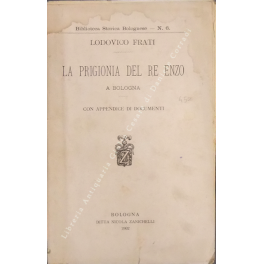 Biblioteca Storica Bolognese — N. 6.
LODOVICO FRATI
LA PRIGIONIA DEL RE ENZO
A BOLOGNA
CON APPENDICE DI DOCUMENTI
BOLOGNA
DITTA NICOLA ZANICHELLI
1902